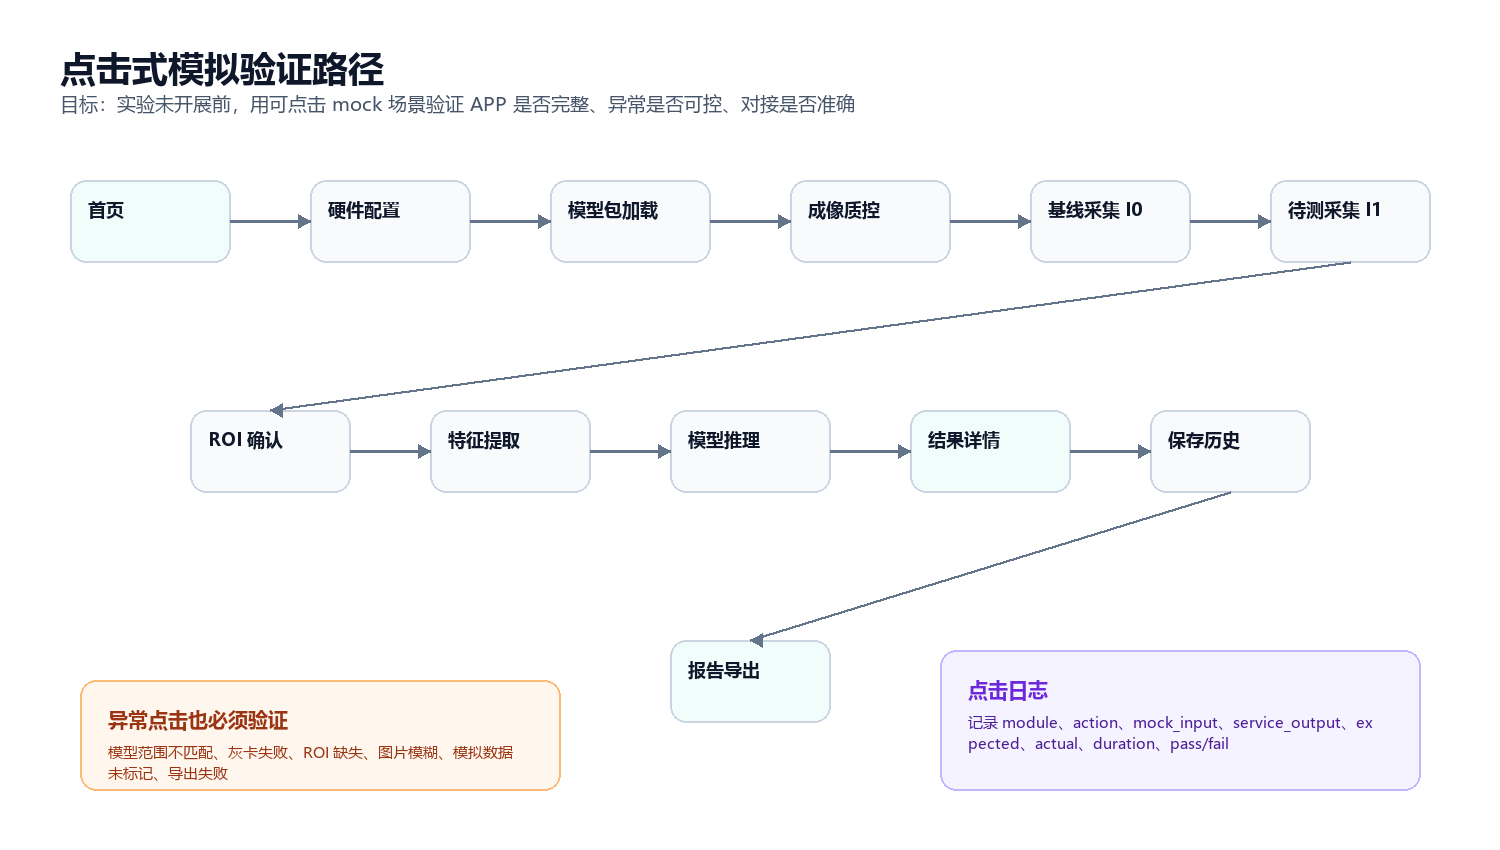 点击式模拟验证路径
目标：实验未开展前，用可点击 mock 场景验证 APP 是否完整、异常是否可控、对接是否准确
首页
硬件配置
模型包加载
成像质控
基线采集 I0
待测采集 I1
ROI 确认
特征提取
模型推理
结果详情
保存历史
报告导出
异常点击也必须验证
模型范围不匹配、灰卡失败、ROI 缺失、图片模糊、模拟数据
未标记、导出失败
点击日志
记录 module、action、mock_input、service_output、ex
pected、actual、duration、pass/fail